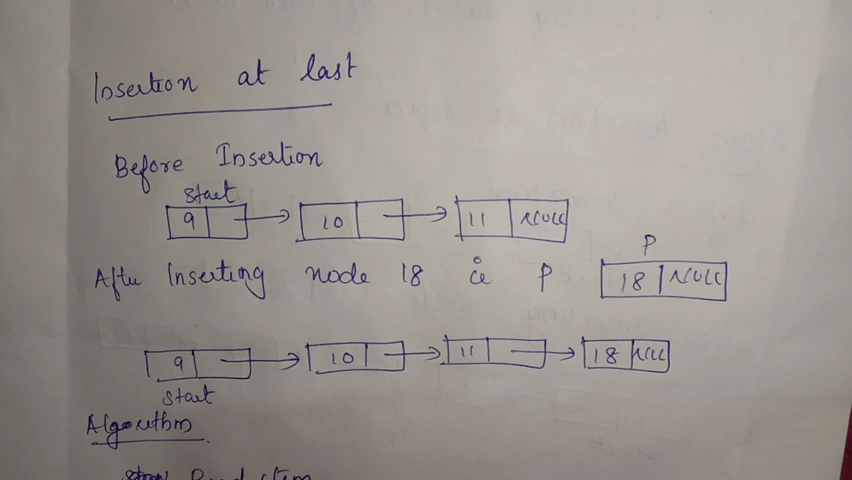 Insertion at last
Before Insertion
Start
9 10 11 NULL
P
After Inserting node 18 ie P 18 NULL
9 10 11 18 NULL
Start
Algorithm